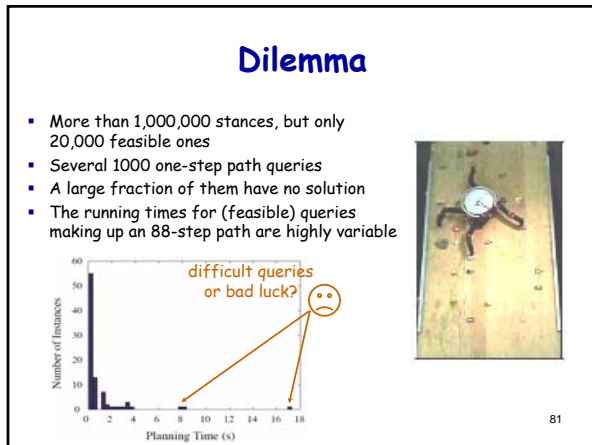 Dilemma
▪ More than 1,000,000 stances, but only
20,000 feasible ones
▪ Several 1000 one-step path queries
▪ A large fraction of them have no solution
▪ The running times for (feasible) queries
making up an 88-step path are highly variable
difficult queries
or bad luck?
60
50
40
30
20
10
0
Number of Instances
0 2 4 6 8 10 12 14 16 18
Planning Time (s)
81